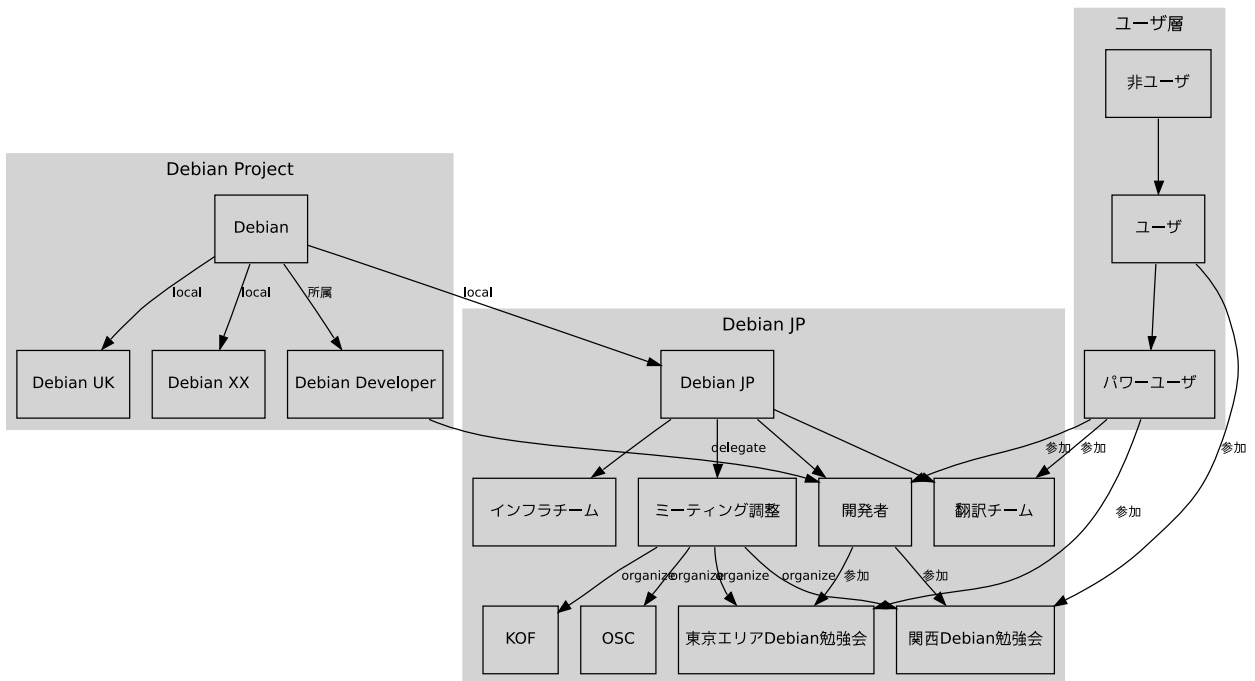 ユーザ層
非ユーザ
Debian Project
Debian
ユーザ
local
local
所属
local
Debian JP
Debian UK
Debian XX
Debian Developer
Debian JP
パワーユーザ
delegate
参加
参加
参加
インフラチーム
ミーティング調整
開発者
翻訳チーム
参加
organize
organize
organize
organize
参加
参加
KOF
OSC
東京エリアDebian勉強会
関西Debian勉強会